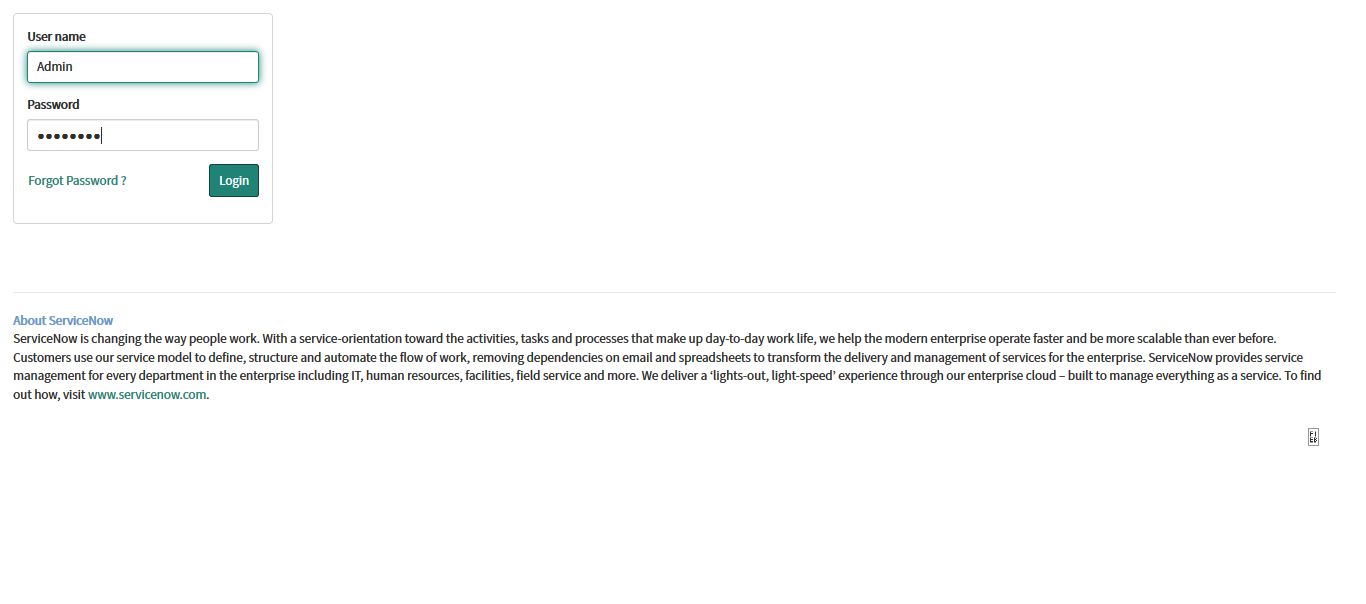 User name
Admin
Password
••••••••
Forgot Password ?
Login
About ServiceNow
ServiceNow is changing the way people work. With a service-orientation toward the activities, tasks and processes that make up day-to-day work life, we help the modern enterprise operate faster and be more scalable than ever before.
Customers use our service model to define, structure and automate the flow of work, removing dependencies on email and spreadsheets to transform the delivery and management of services for the enterprise. ServiceNow provides service
management for every department in the enterprise including IT, human resources, facilities, field service and more. We deliver a ‘lights-out, light-speed’ experience through our enterprise cloud – built to manage everything as a service. To find
out how, visit www.servicenow.com.